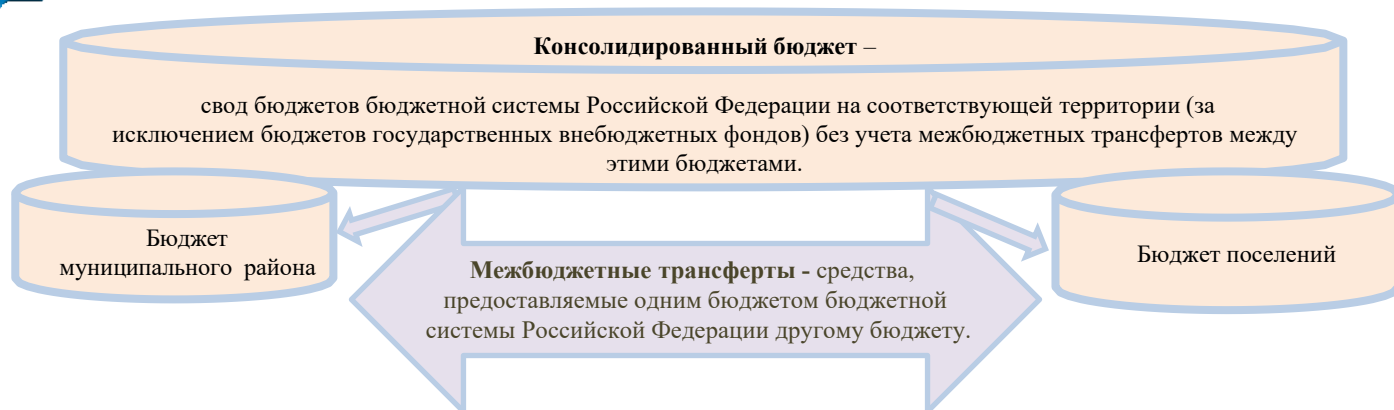 Консолидированный бюджет –
свод бюджетов бюджетной системы Российской Федерации на соответствующей территории (за
исключением бюджетов государственных внебюджетных фондов) без учета межбюджетных трансфертов между
этими бюджетами.
Бюджет
муниципального района
Межбюджетные трансферты - средства,
предоставляемые одним бюджетом бюджетной
системы Российской Федерации другому бюджету.
Бюджет поселений